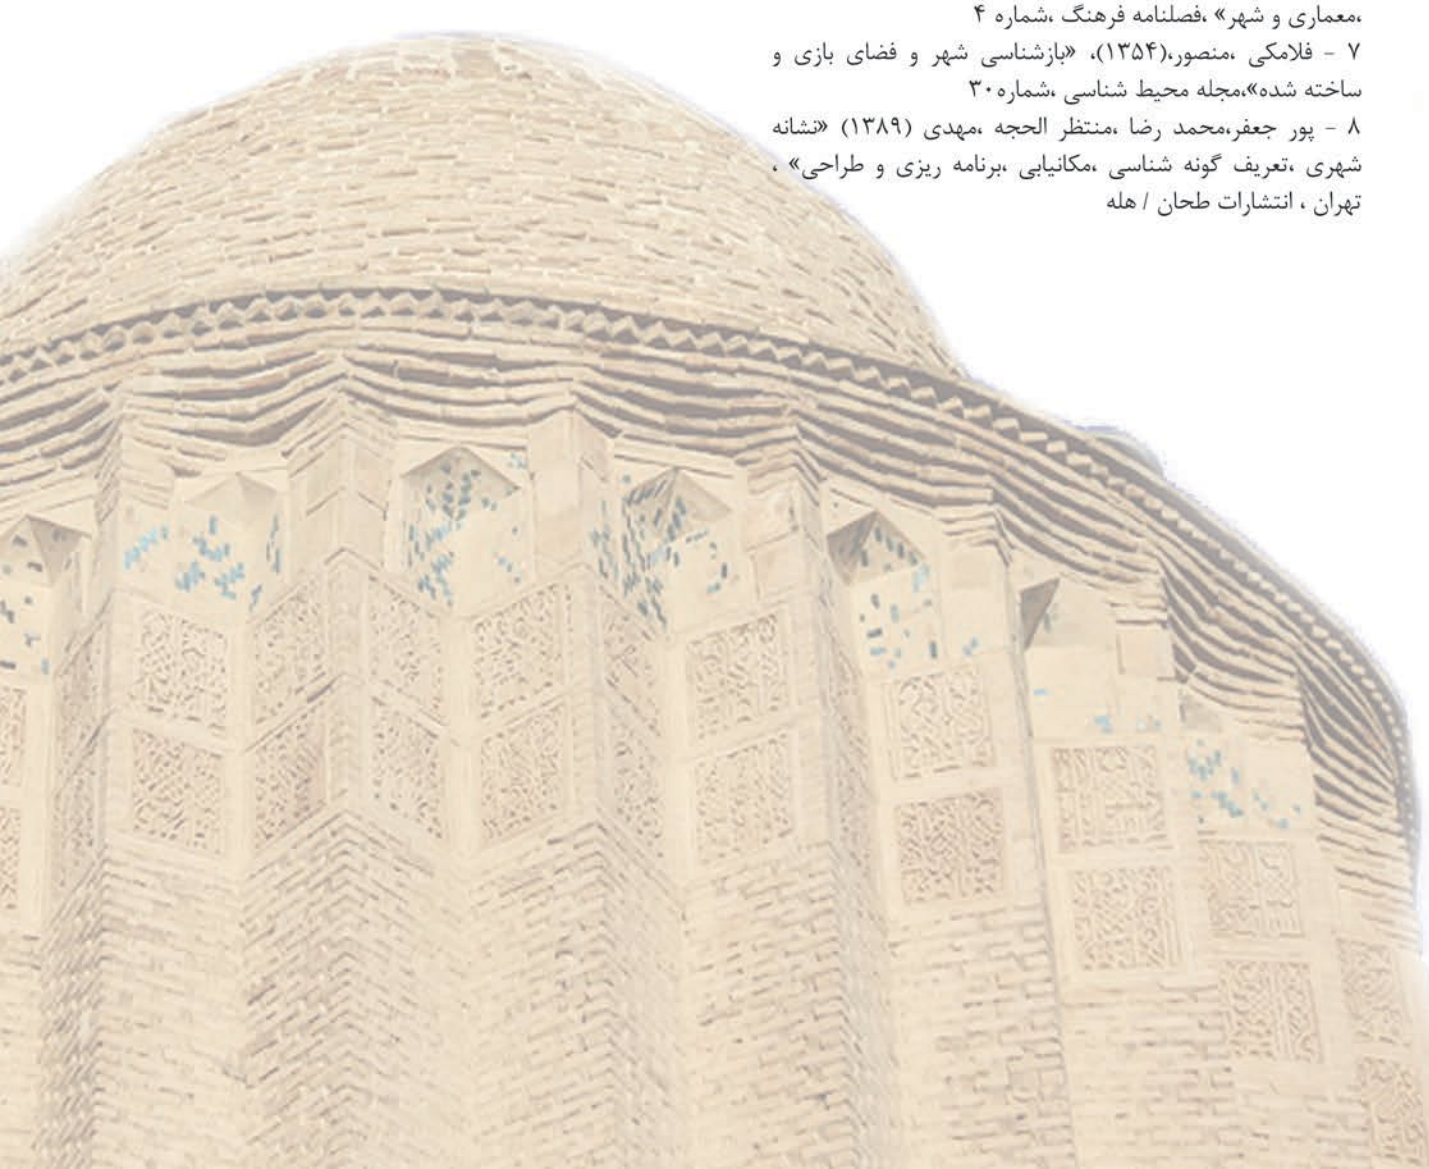 ،معماری و شهر» ،فصلنامه فرهنگ ،شماره ۴
۷ - فلامکی ،منصور،(۱۳۵۴)، «بازشناسی شهر و فضای بازی و
ساخته شده»،مجله محیط شناسی ،شماره۳۰
۸ - پور جعفر،محمد رضا ،منتظر الحجه ،مهدی (۱۳۸۹) «نشانه
شهری ،تعریف گونه شناسی ،مکانیابی ،برنامه ریزی و طراحی» ،
تهران ، انتشارات طحان / هله